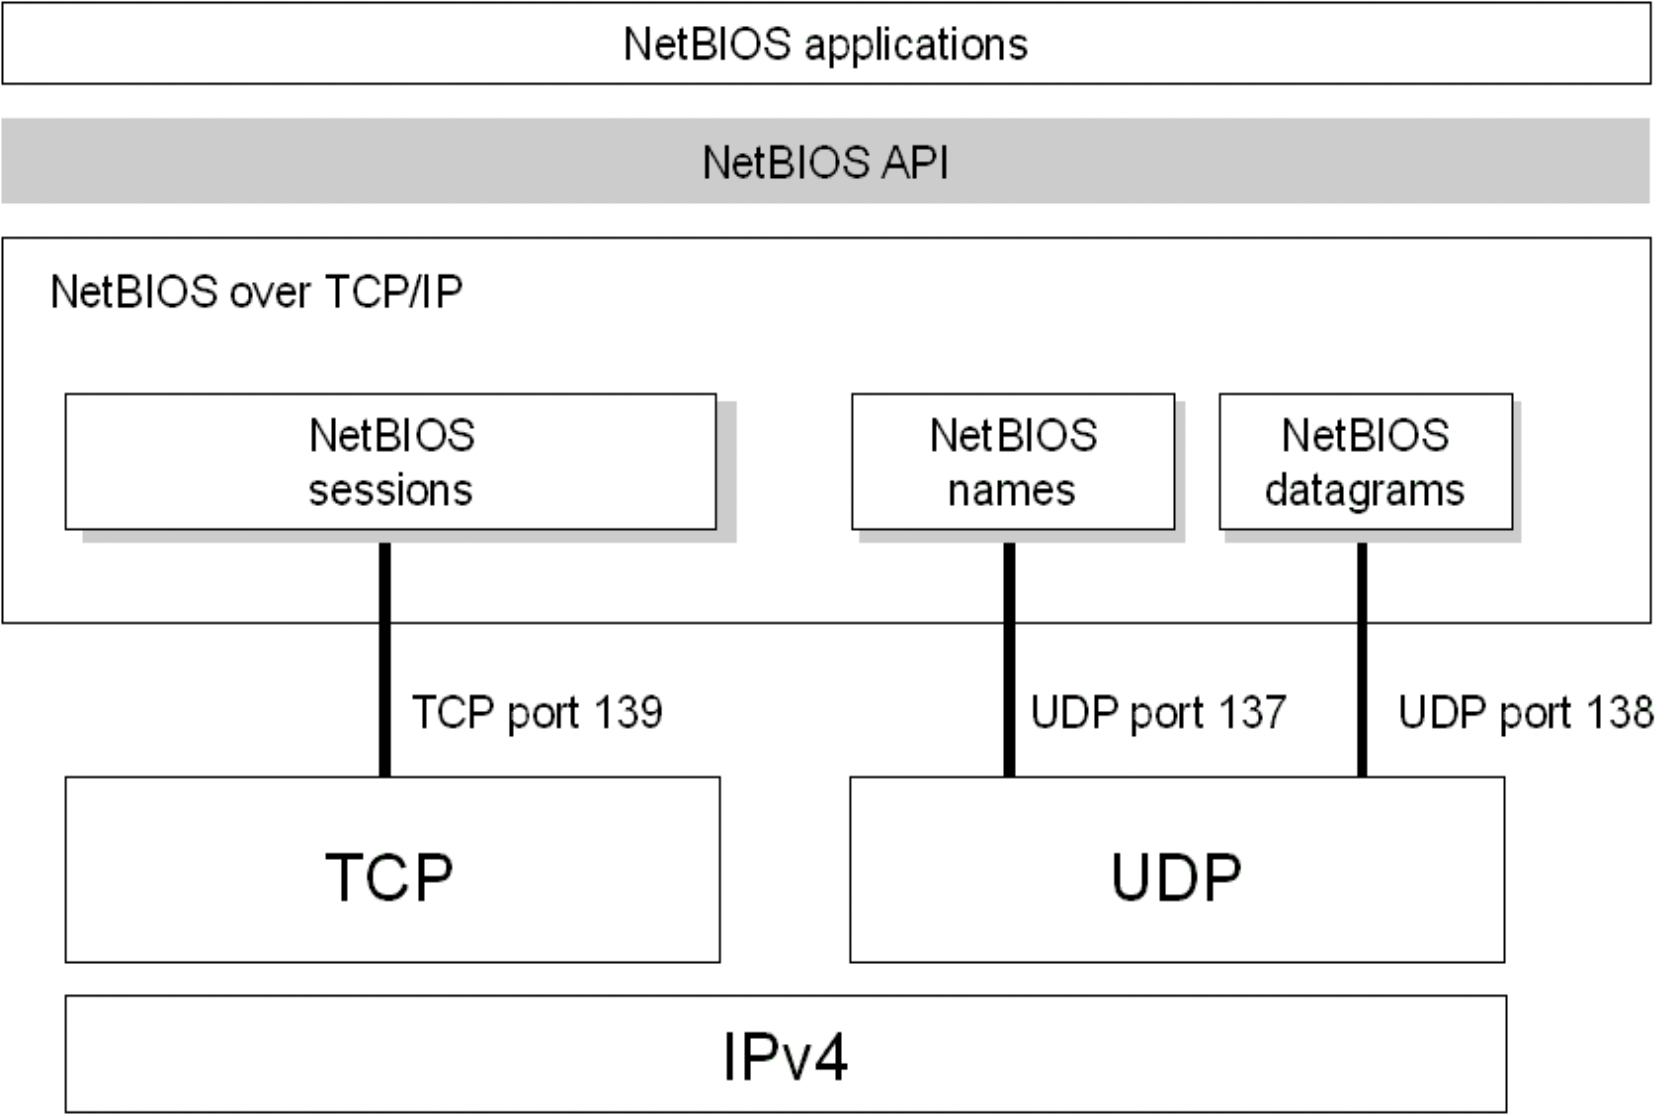 NetBIOS applications
NetBIOS API
NetBIOS over TCP/IP
NetBIOS
sessions
NetBIOS
names
NetBIOS
datagrams
TCP port 139
UDP port 137
UDP port 138
TCP
UDP
IPv4